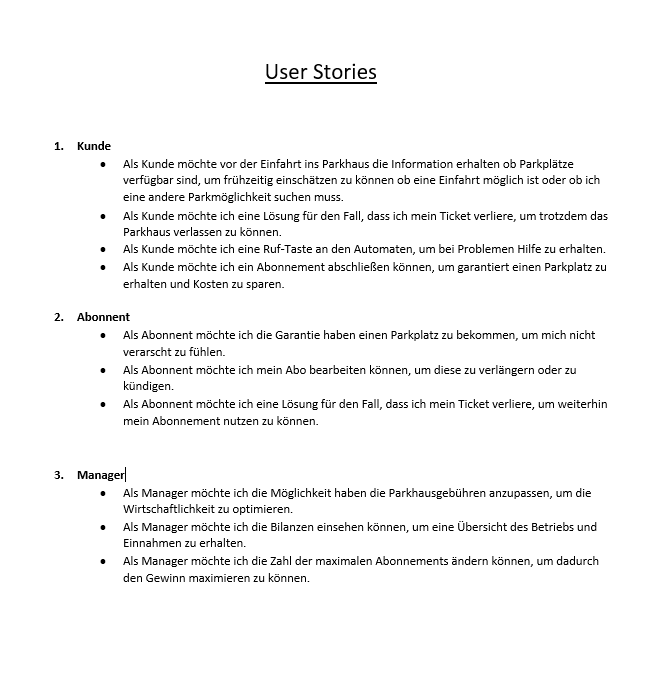 User Stories
1. Kunde
• Als Kunde möchte vor der Einfahrt ins Parkhaus die Information erhalten ob Parkplätze
verfügbar sind, um frühzeitig einschätzen zu können ob eine Einfahrt möglich ist oder ob ich
eine andere Parkmöglichkeit suchen muss.
• Als Kunde möchte ich eine Lösung für den Fall, dass ich mein Ticket verliere, um trotzdem das
Parkhaus verlassen zu können.
• Als Kunde möchte ich eine Ruf-Taste an den Automaten, um bei Problemen Hilfe zu erhalten.
• Als Kunde möchte ich ein Abonnement abschließen können, um garantiert einen Parkplatz zu
erhalten und Kosten zu sparen.
2. Abonnent
• Als Abonnent möchte ich die Garantie haben einen Parkplatz zu bekommen, um mich nicht
verarscht zu fühlen.
• Als Abonnent möchte ich mein Abo bearbeiten können, um diese zu verlängern oder zu
kündigen.
• Als Abonnent möchte ich eine Lösung für den Fall, dass ich mein Ticket verliere, um weiterhin
mein Abonnement nutzen zu können.
3. Manager
• Als Manager möchte ich die Möglichkeit haben die Parkhausgebühren anzupassen, um die
Wirtschaftlichkeit zu optimieren.
• Als Manager möchte ich die Bilanzen einsehen können, um eine Übersicht des Betriebs und
Einnahmen zu erhalten.
• Als Manager möchte ich die Zahl der maximalen Abonnements ändern können, um dadurch
den Gewinn maximieren zu können.